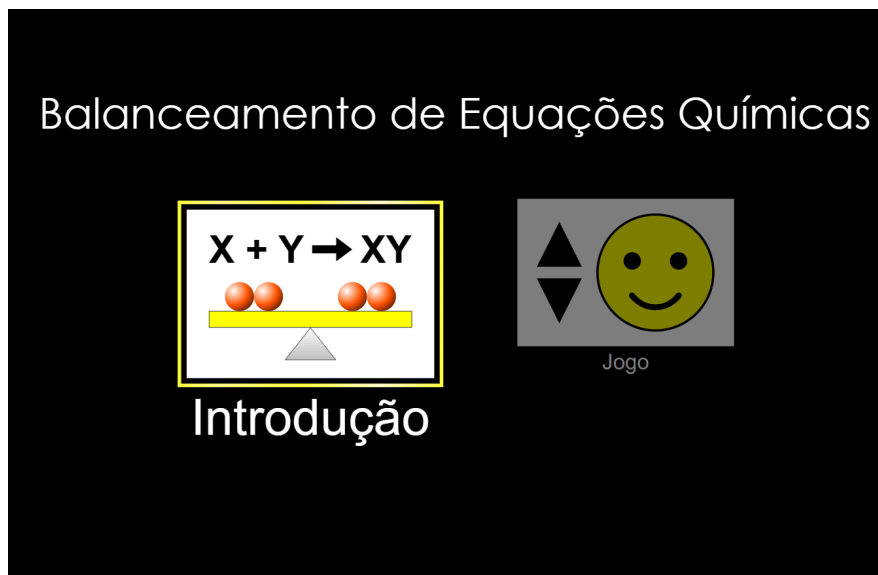 Balanceamento de Equações Químicas
X + Y → XY
Introdução
Jogo